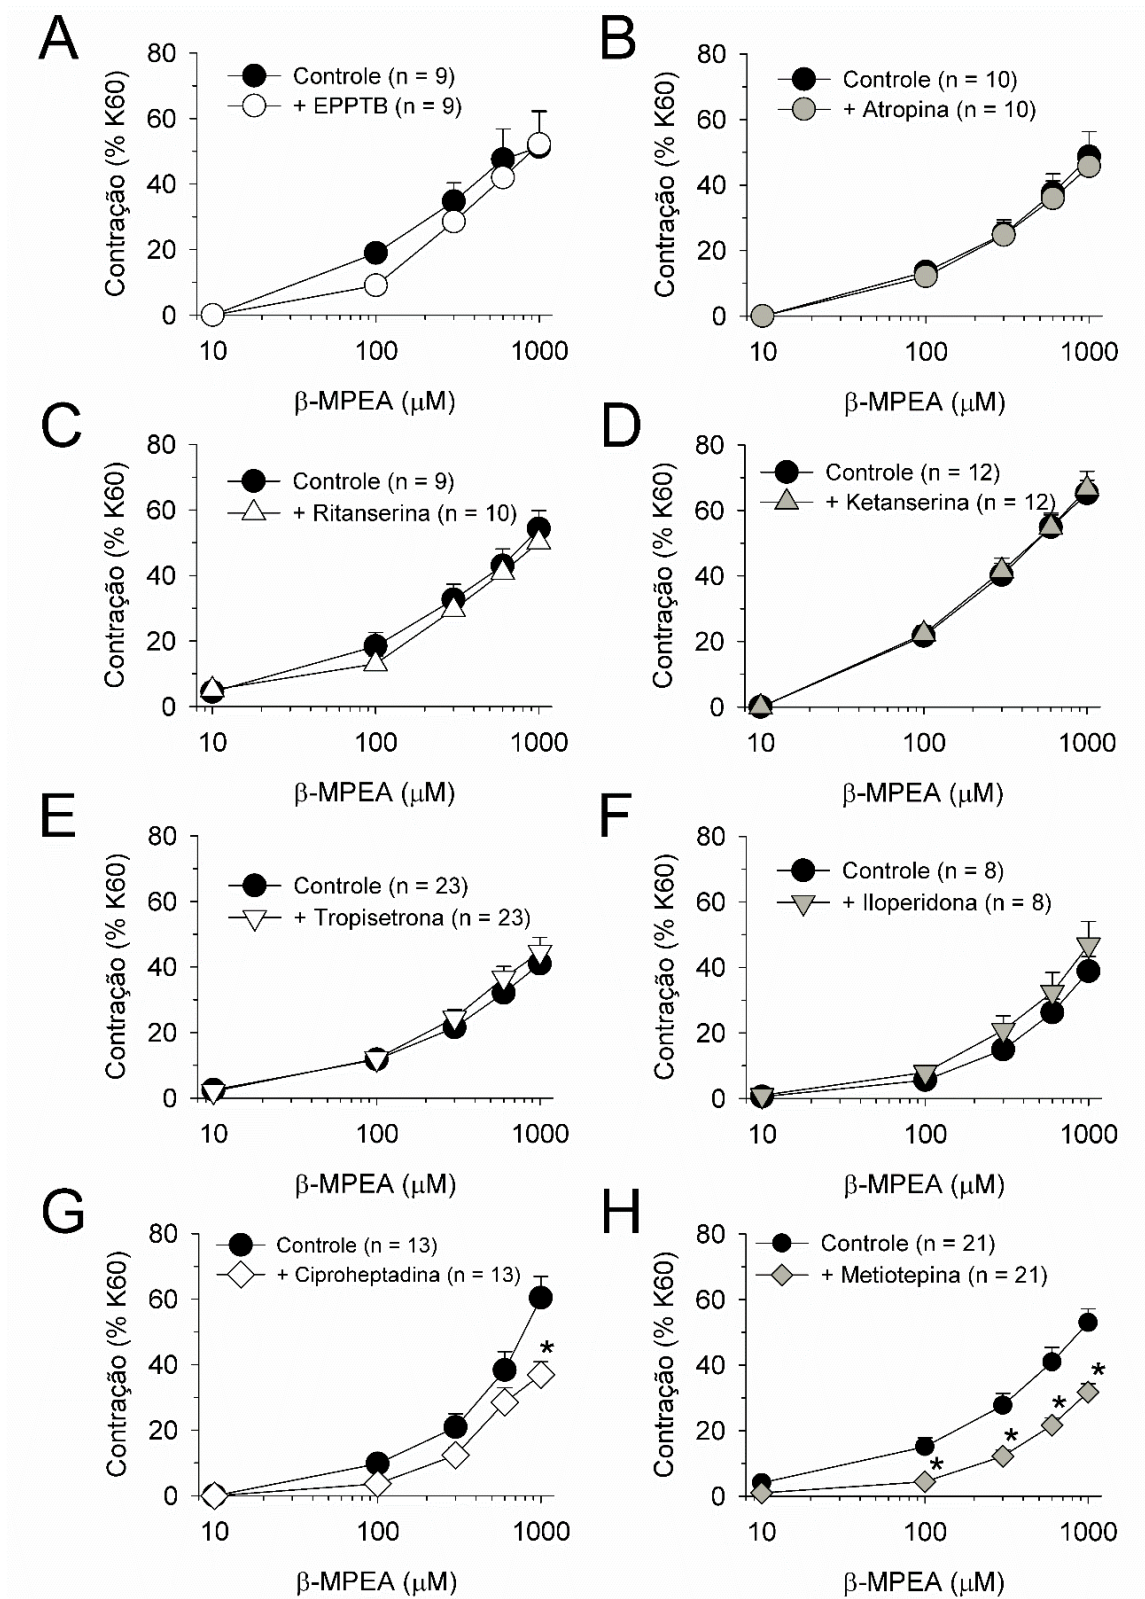 A
Contração (% K60)
80
60
40
20
0
Controle (n = 9)
+ EPPTB (n = 9)
10 100 1000
β-MPEA (μM)
B
Contração (% K60)
80
60
40
20
0
Controle (n = 10)
+ Atropina (n = 10)
10 100 1000
β-MPEA (μM)
C
Contração (% K60)
80
60
40
20
0
Controle (n = 9)
+ Ritanserina (n = 10)
10 100 1000
β-MPEA (μM)
D
Contração (% K60)
80
60
40
20
0
Controle (n = 12)
+ Ketanserina (n = 12)
10 100 1000
β-MPEA (μM)
E
Contração (% K60)
80
60
40
20
0
Controle (n = 23)
+ Tropisetrona (n = 23)
10 100 1000
β-MPEA (μM)
F
Contração (% K60)
80
60
40
20
0
Controle (n = 8)
+ Iloperidona (n = 8)
10 100 1000
β-MPEA (μM)
G
Contração (% K60)
80
60
40
20
0
Controle (n = 13)
+ Ciproheptadina (n = 13)
*
10 100 1000
β-MPEA (μM)
H
Contração (% K60)
80
60
40
20
0
Controle (n = 21)
+ Metiotepina (n = 21)
* * * *
10 100 1000
β-MPEA (μM)